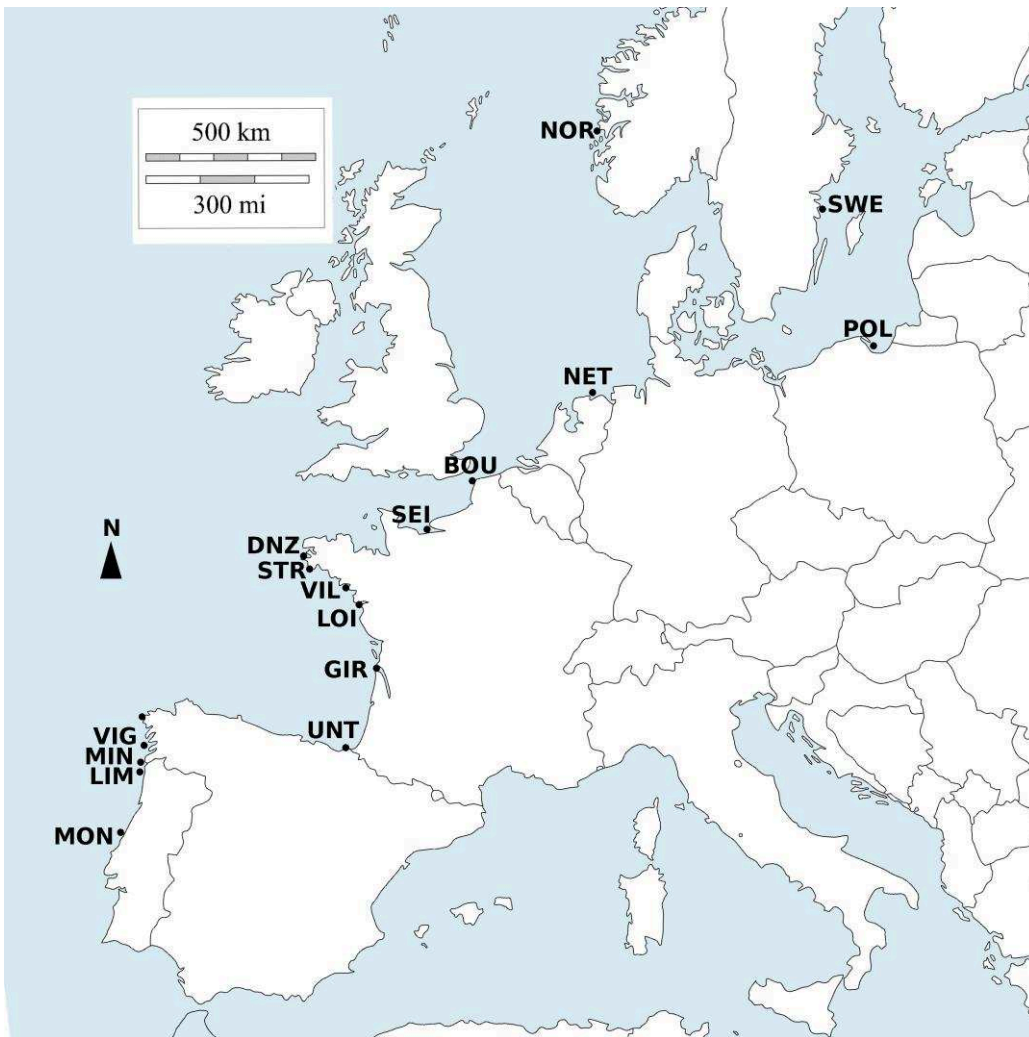 500 km
300 mi
NOR
SWE
POL
NET
BOU
SEI
N
DNZ
STR
VIL
LOI
GIR
UNT
VIG
MIN
LIM
MON